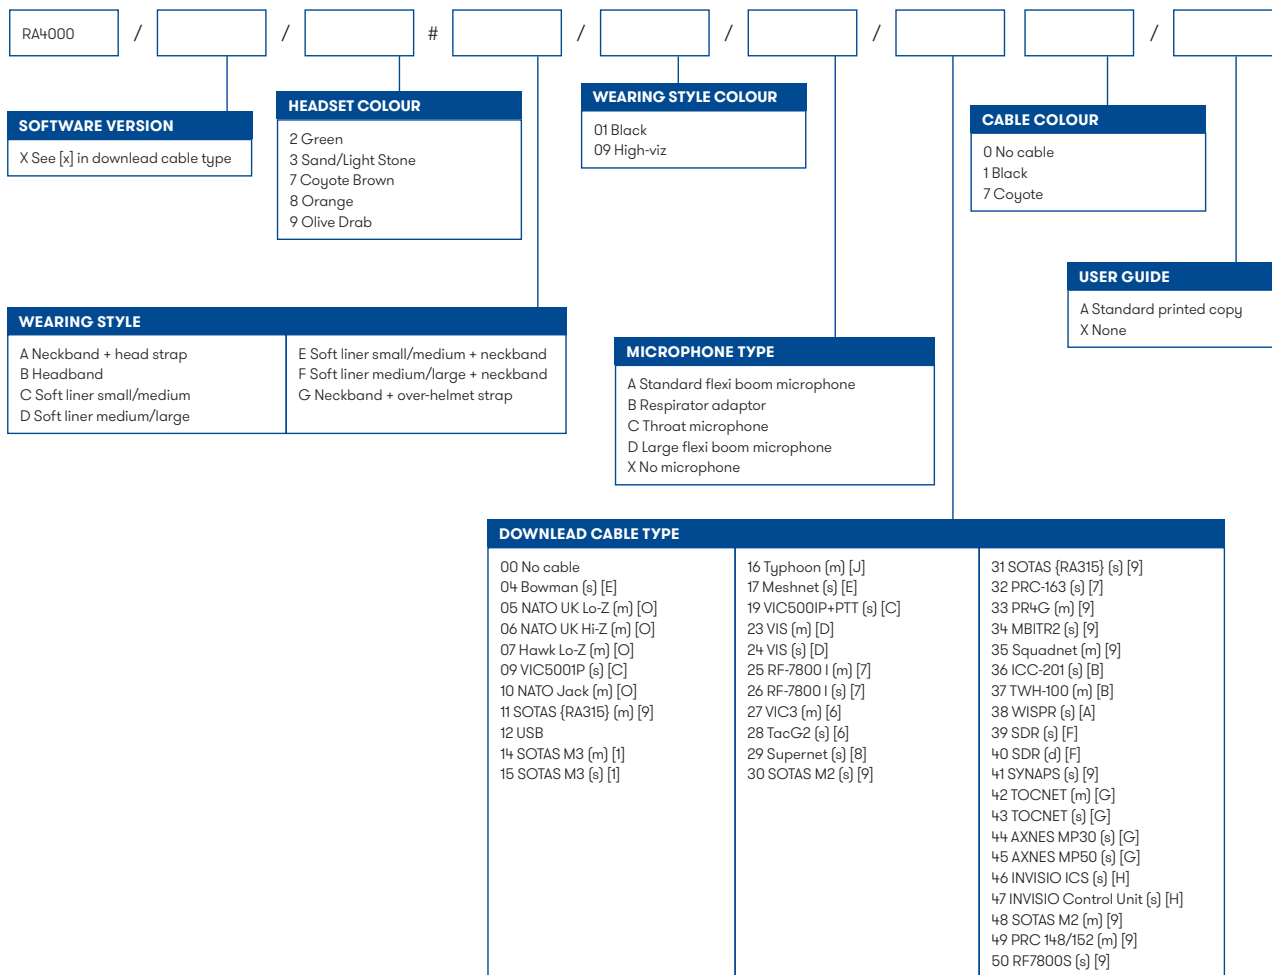 RA4000 / / # / / / /
SOFTWARE VERSION
X See [x] in downlead cable type
HEADSET COLOUR
2 Green
3 Sand/Light Stone
7 Coyote Brown
8 Orange
9 Olive Drab
WEARING STYLE COLOUR
01 Black
09 High-viz
CABLE COLOUR
0 No cable
1 Black
7 Coyote
USER GUIDE
A Standard printed copy
X None
WEARING STYLE
A Neckband + head strap
B Headband
C Soft liner small/medium
D Soft liner medium/large
E Soft liner small/medium + neckband
F Soft liner medium/large + neckband
G Neckband + over-helmet strap
MICROPHONE TYPE
A Standard flexi boom microphone
B Respirator adaptor
C Throat microphone
D Large flexi boom microphone
X No microphone
DOWNLEAD CABLE TYPE
00 No cable
04 Bowman (s) [E]
05 NATO UK Lo-Z (m) [O]
06 NATO UK Hi-Z (m) [O]
07 Hawk Lo-Z (m) [O]
09 VIC5001P (s) [C]
10 NATO Jack (m) [O]
11 SOTAS {RA315} (m) [9]
12 USB
14 SOTAS M3 (m) [1]
15 SOTAS M3 (s) [1]
16 Typhoon (m) [J]
17 Meshnet (s) [E]
19 VIC500IP+PTT (s) [C]
23 VIS (m) [D]
24 VIS (s) [D]
25 RF-7800 I (m) [7]
26 RF-7800 I (s) [7]
27 VIC3 (m) [6]
28 TacG2 (s) [6]
29 Supernet (s) [8]
30 SOTAS M2 (s) [9]
31 SOTAS {RA315} (s) [9]
32 PRC-163 (s) [7]
33 PR4G (m) [9]
34 MBITR2 (s) [9]
35 Squadnet (m) [9]
36 ICC-201 (s) [B]
37 TWH-100 (m) [B]
38 WISPR (s) [A]
39 SDR (s) [F]
40 SDR (d) [F]
41 SYNAPS (s) [9]
42 TOCNET (m) [G]
43 TOCNET (s) [G]
44 AXNES MP30 (s) [G]
45 AXNES MP50 (s) [G]
46 INVISIO ICS (s) [H]
47 INVISIO Control Unit (s) [H]
48 SOTAS M2 (m) [9]
49 PRC 148/152 (m) [9]
50 RF7800S (s) [9]